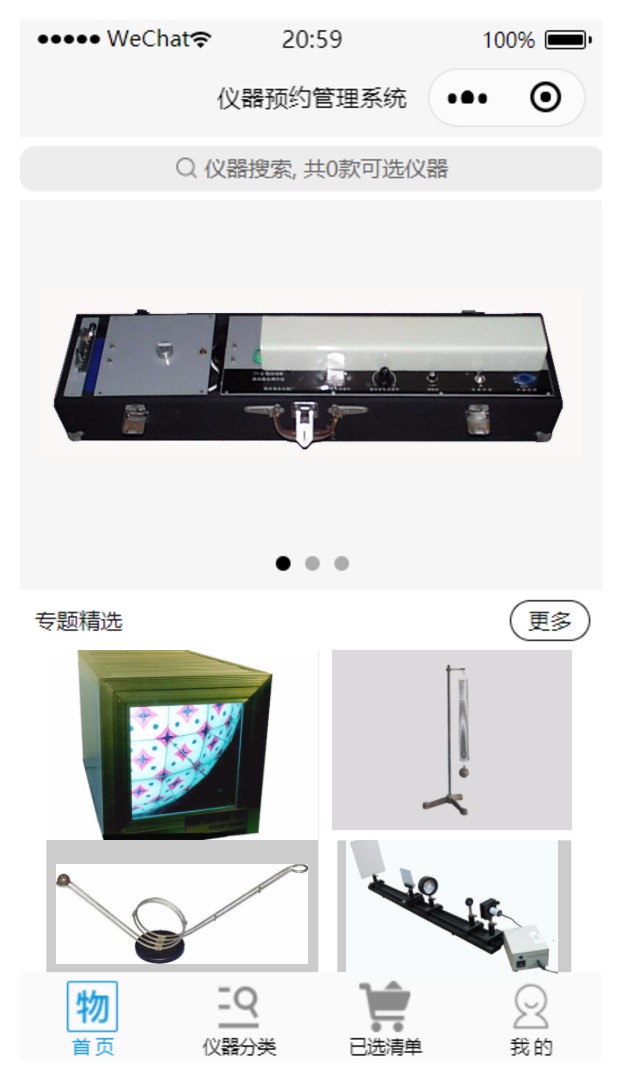 WeChat 20:59 100%
仪器预约管理系统
仪器搜索, 共0款可选仪器
专题精选 更多
物
首 页 仪器分类 已选清单 我 的